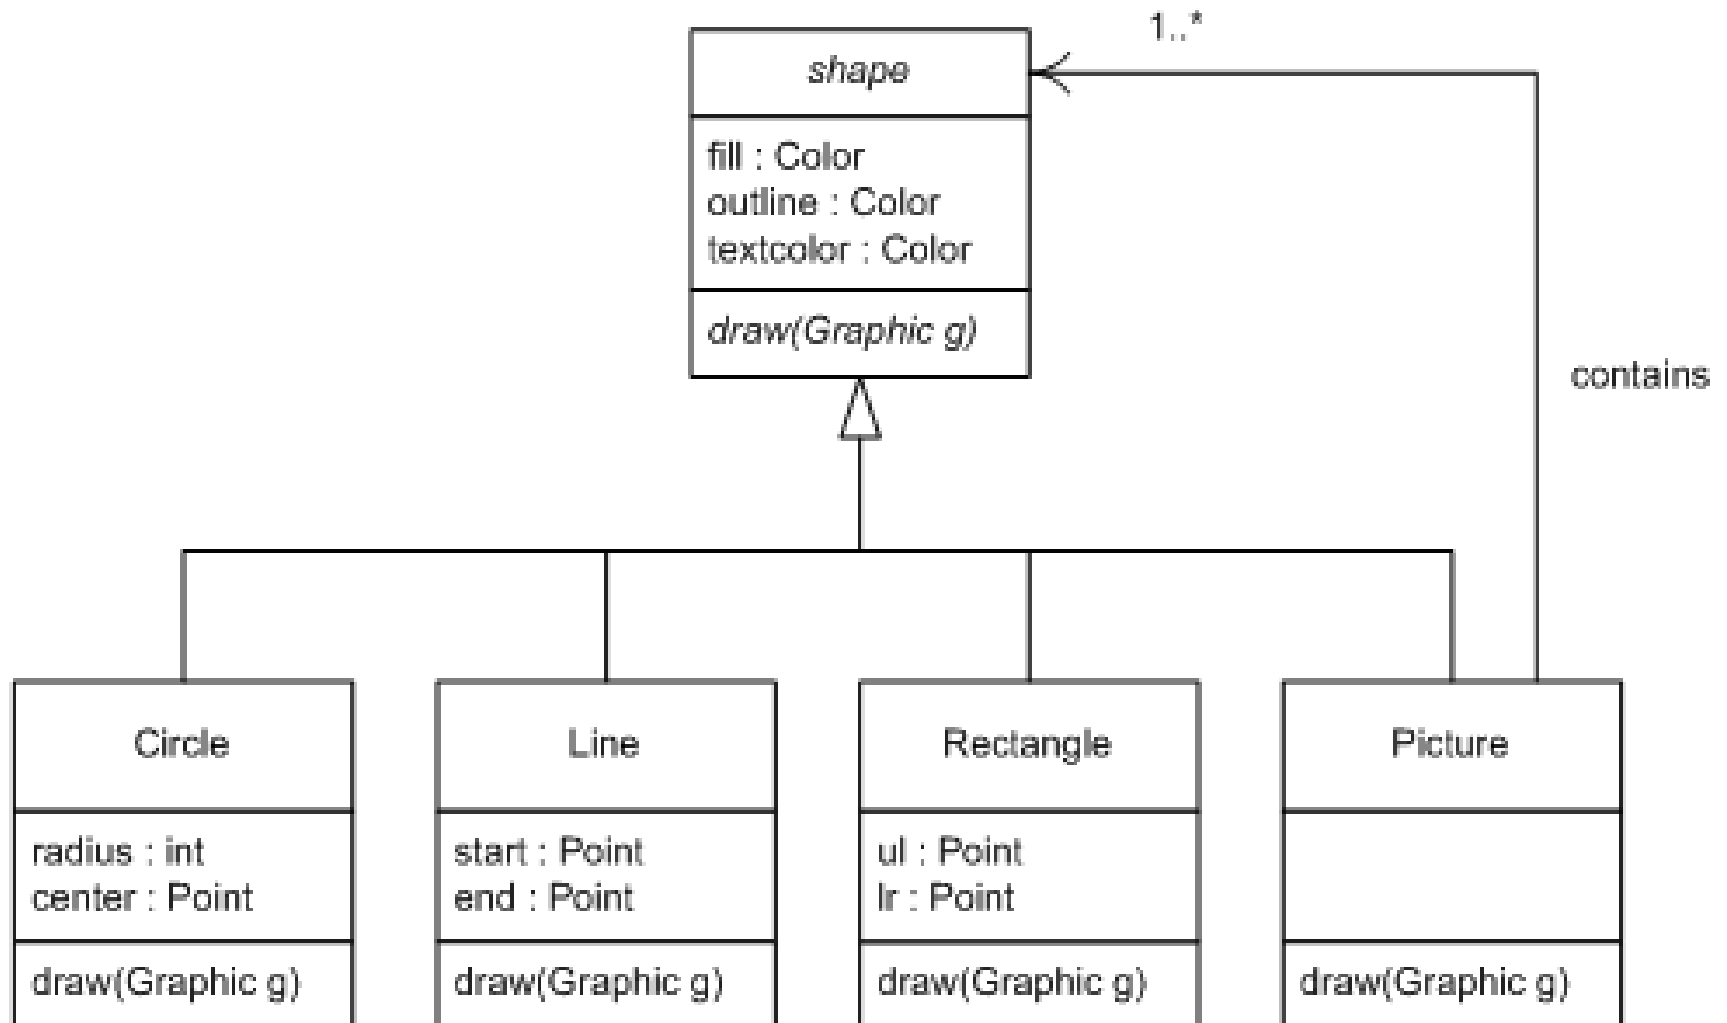 1..*
shape
fill : Color
outline : Color
textcolor : Color
draw(Graphic g)
contains
Circle
radius : int
center : Point
draw(Graphic g)
Line
start : Point
end : Point
draw(Graphic g)
Rectangle
ul : Point
lr : Point
draw(Graphic g)
Picture
draw(Graphic g)